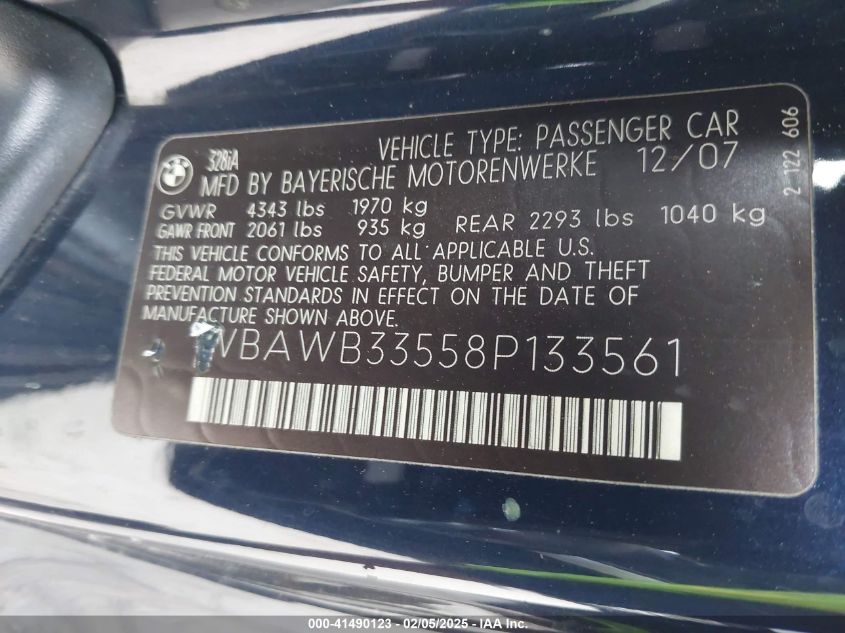 BMW
328iA
VEHICLE TYPE: PASSENGER CAR
MFD BY BAYERISCHE MOTORENWERKE 12/07
GVWR 4343 lbs 1970 kg
GAWR FRONT 2061 lbs 935 kg REAR 2293 lbs 1040 kg
THIS VEHICLE CONFORMS TO ALL APPLICABLE U.S.
FEDERAL MOTOR VEHICLE SAFETY, BUMPER AND THEFT
PREVENTION STANDARDS IN EFFECT ON THE DATE OF
MANUFACTURE SHOWN ABOVE.
WBAWB33558P133561
2 122 606
000-41490123 - 02/05/2025 - IAA Inc.